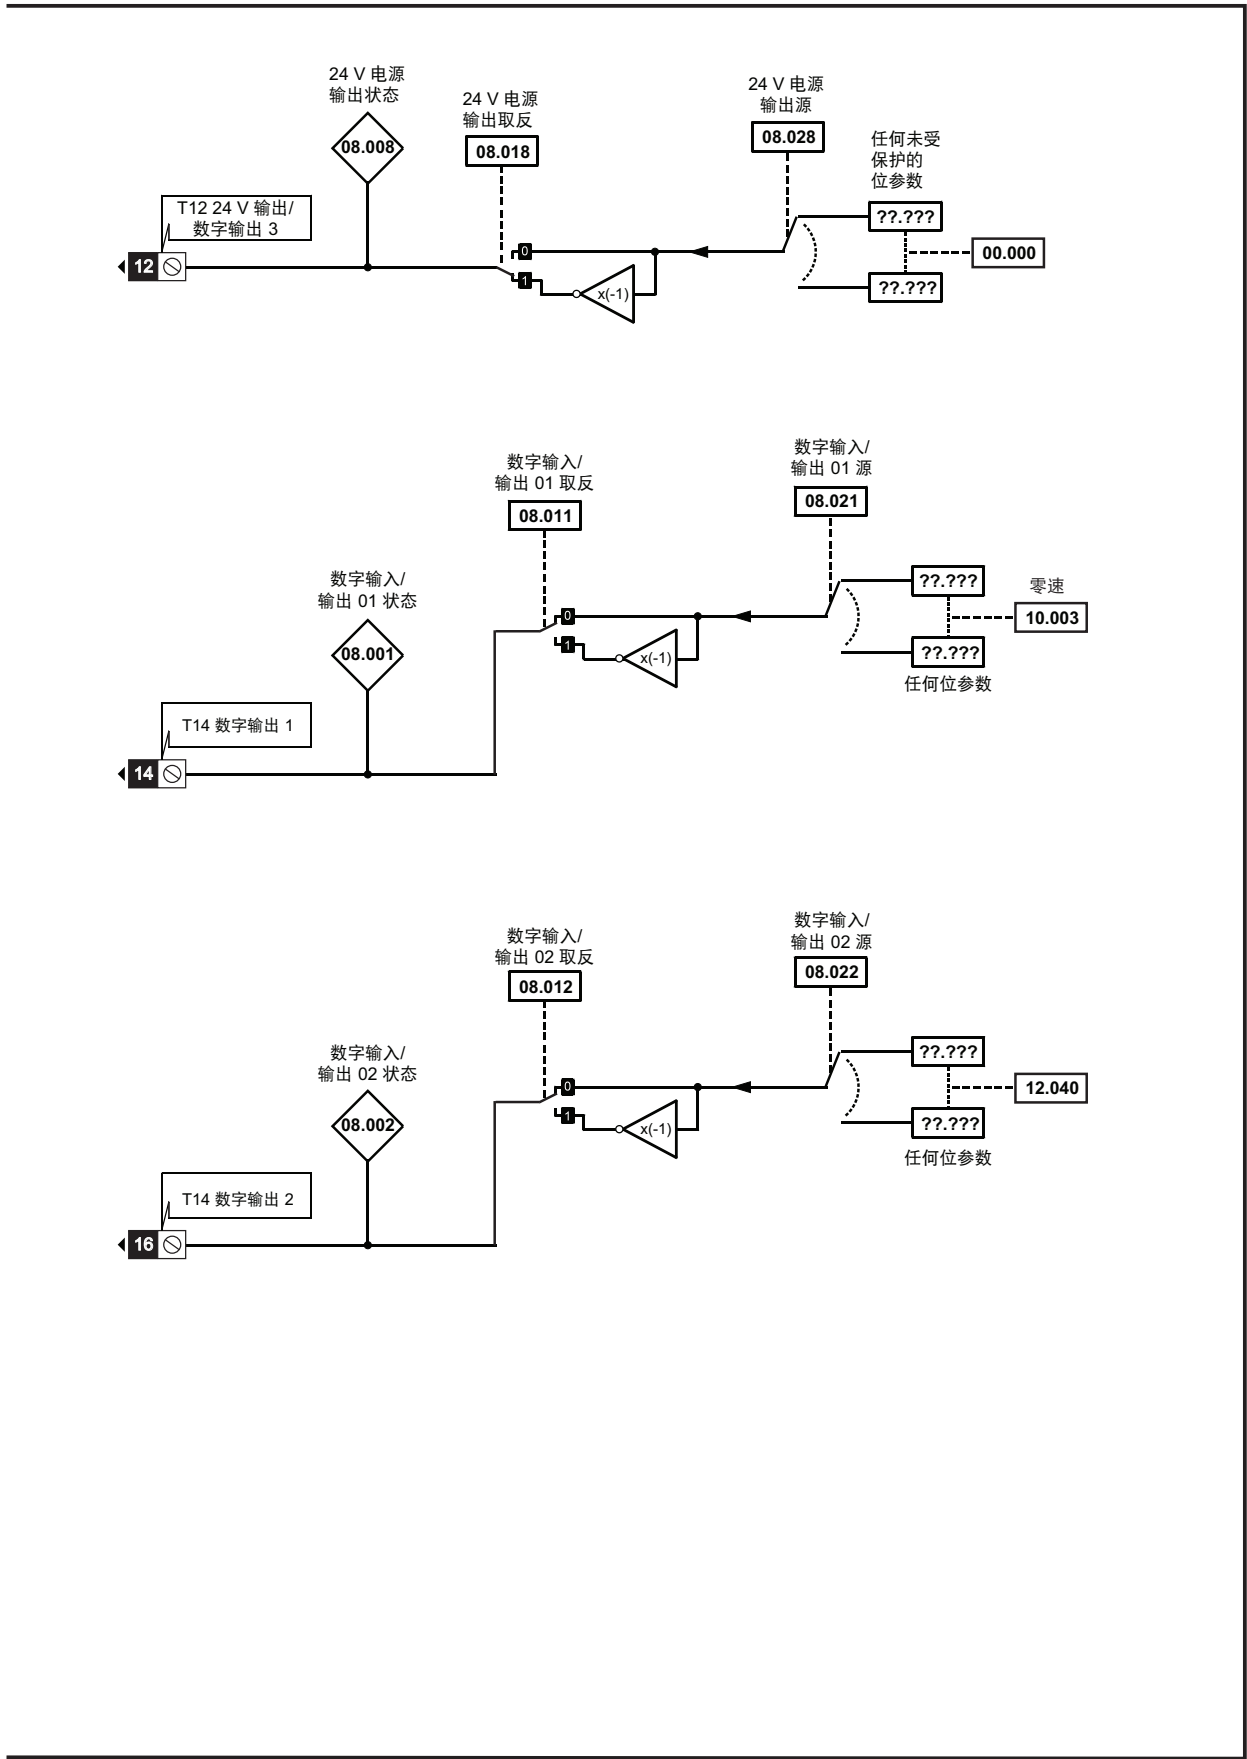 24 V 电源
输出状态
08.008
24 V 电源
输出取反
08.018
24 V 电源
输出源
08.028
任何未受
保护的
位参数
??.???
??.???
00.000
T12 24 V 输出/
数字输出 3
12
0
1
x(-1)
数字输入/
输出 01 取反
08.011
数字输入/
输出 01 源
08.021
数字输入/
输出 01 状态
08.001
??.???
??.???
任何位参数
零速
10.003
0
1
x(-1)
T14 数字输出 1
14
数字输入/
输出 02 取反
08.012
数字输入/
输出 02 源
08.022
数字输入/
输出 02 状态
08.002
??.???
??.???
任何位参数
12.040
0
1
x(-1)
T14 数字输出 2
16